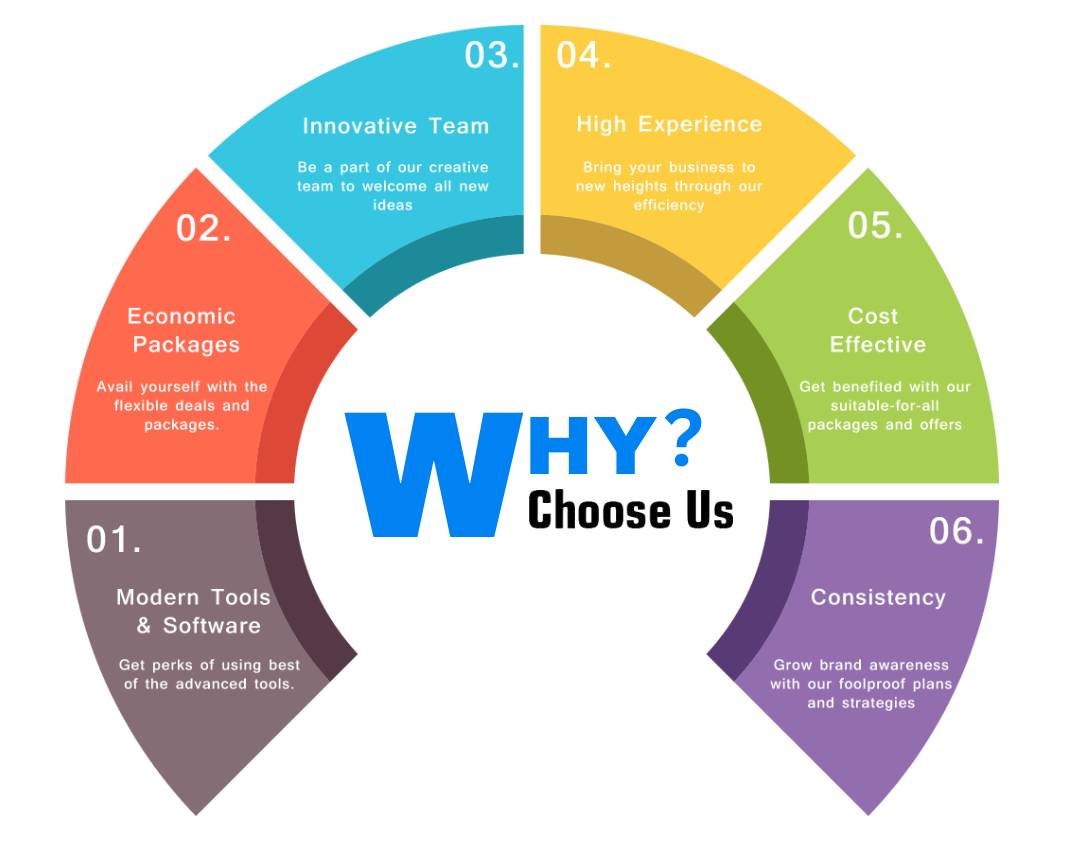 01.
Modern Tools
& Software
Get perks of using best
of the advanced tools.
02.
Economic
Packages
Avail yourself with the
flexible deals and
packages.
03.
Innovative Team
Be a part of our creative
team to welcome all new
ideas
04.
High Experience
Bring your business to
new heights through our
efficiency
05.
Cost
Effective
Get benefited with our
suitable-for-all
packages and offers
06.
Consistency
Grow brand awareness
with our foolproof plans
and strategies
WHY?
Choose Us